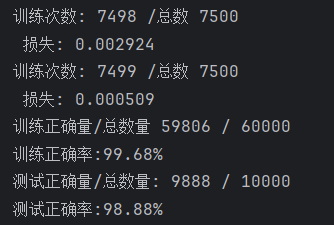 训练次数: 7498 /总数 7500
损失: 0.002924
训练次数: 7499 /总数 7500
损失: 0.000509
训练正确量/总数量 59806 / 60000
训练正确率:99.68%
测试正确量/总数量: 9888 / 10000
测试正确率:98.88%